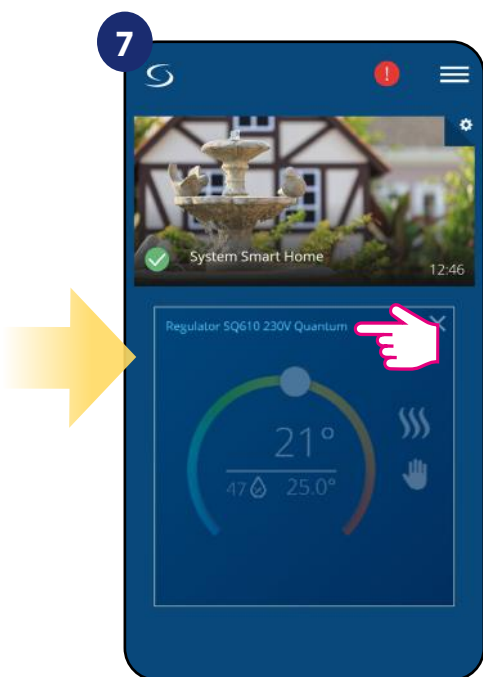 7
!
System Smart Home
12:46
Regulator SQ610 230V Quantum
21°
47 % 25.0°